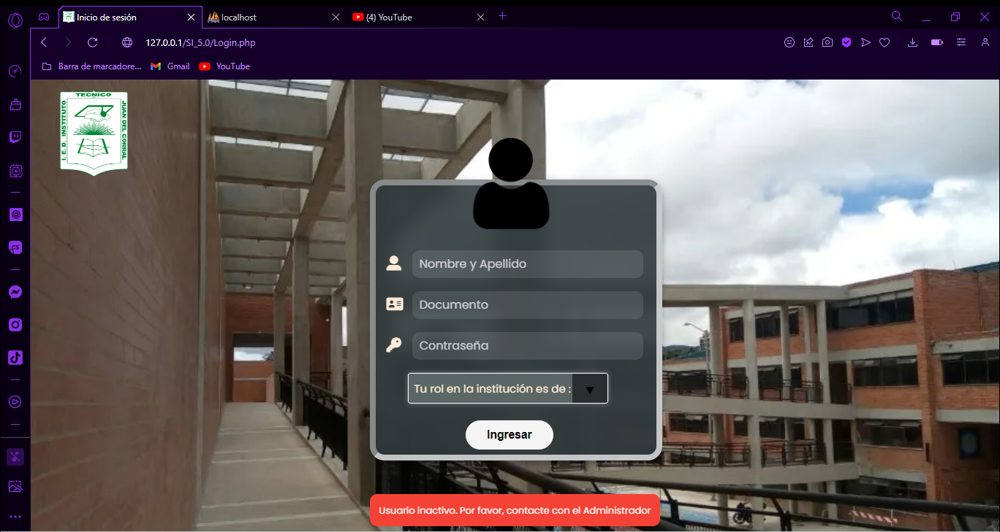 Inicio de sesión
localhost
(4) YouTube
127.0.0.1/SI_5.0/Login.php
Barra de marcadore...
Gmail
YouTube
TECNICO
I.E.D. INSTITUTO
JUAN DEL CORRAL
Nombre y Apellido
Documento
Contraseña
Tu rol en la institución es de :
Ingresar
Usuario inactivo. Por favor, contacte con el Administrador